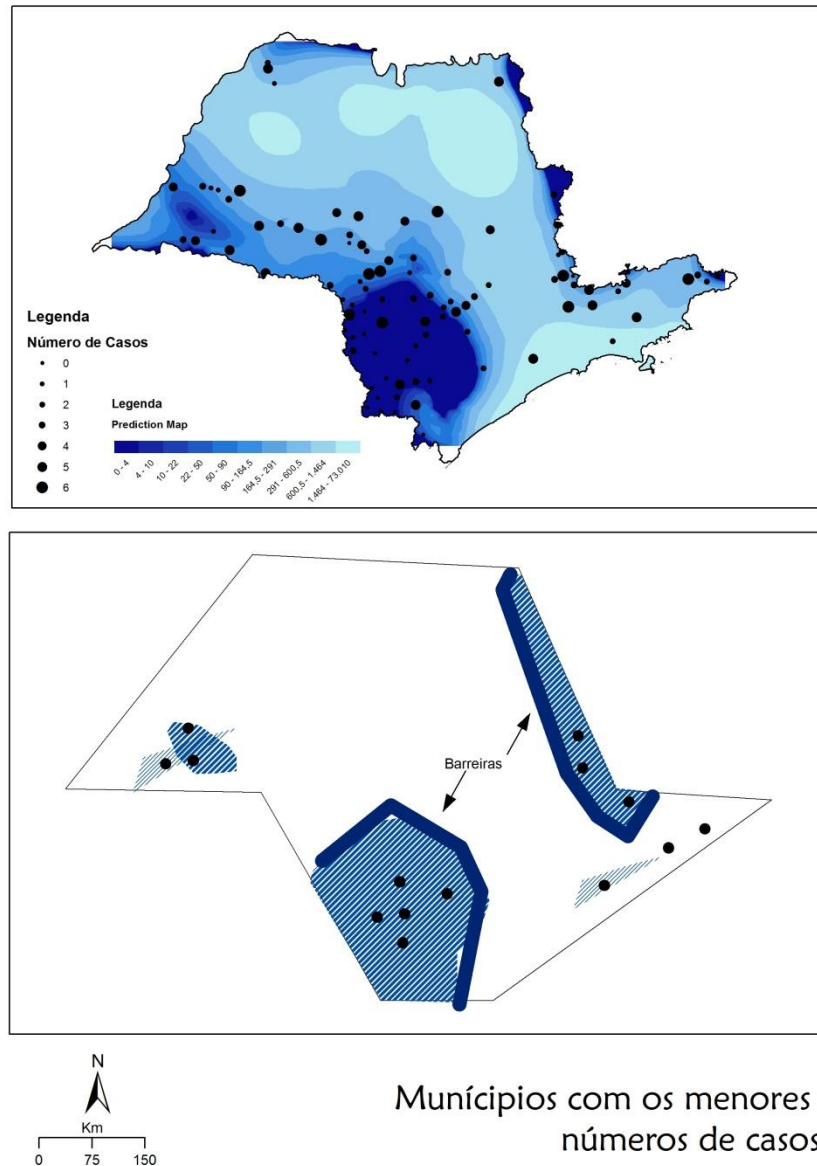 Legenda
Número de Casos
0
1
2
3
4
5
6
Legenda
Prediction Map
0 - 4
4 - 10
10 - 22
22 - 50
50 - 90
90 - 164,5
164,5 - 291
291 - 600,5
600,5 - 1.464
1.464 - 73.010
Barreiras
N
Km
0 75 150
Munícipios com os menores
números de casos